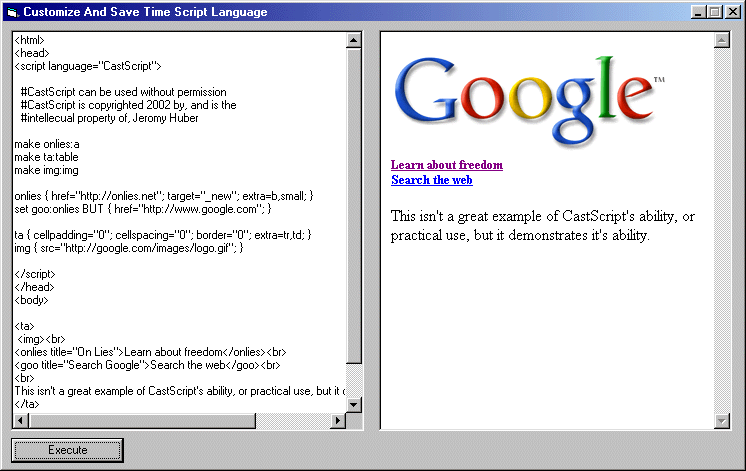 Customize And Save Time Script Language
<html>
<head>
<script language="CastScript">
#CastScript can be used without permission
#CastScript is copyrighted 2002 by, and is the
#intellecual property of, Jeromy Huber
make onlies:a
make ta:table
make img:img
onlies { href="http://onlies.net"; target="_new"; extra=b,small; }
set goo:onlies BUT { href="http://www.google.com"; }
ta { cellpadding="0"; cellspacing="0"; border="0"; extra=tr,td; }
img { src="http://google.com/images/logo.gif"; }
</script>
</head>
<body>
<ta>
<img><br>
<onlies title="On Lies">Learn about freedom</onlies><br>
<goo title="Search Google">Search the web</goo><br>
<br>
This isn't a great example of CastScript's ability, or practical use, but it
</ta>
Google™
Learn about freedom
Search the web
This isn't a great example of CastScript's ability, or
practical use, but it demonstrates it's ability.
Execute